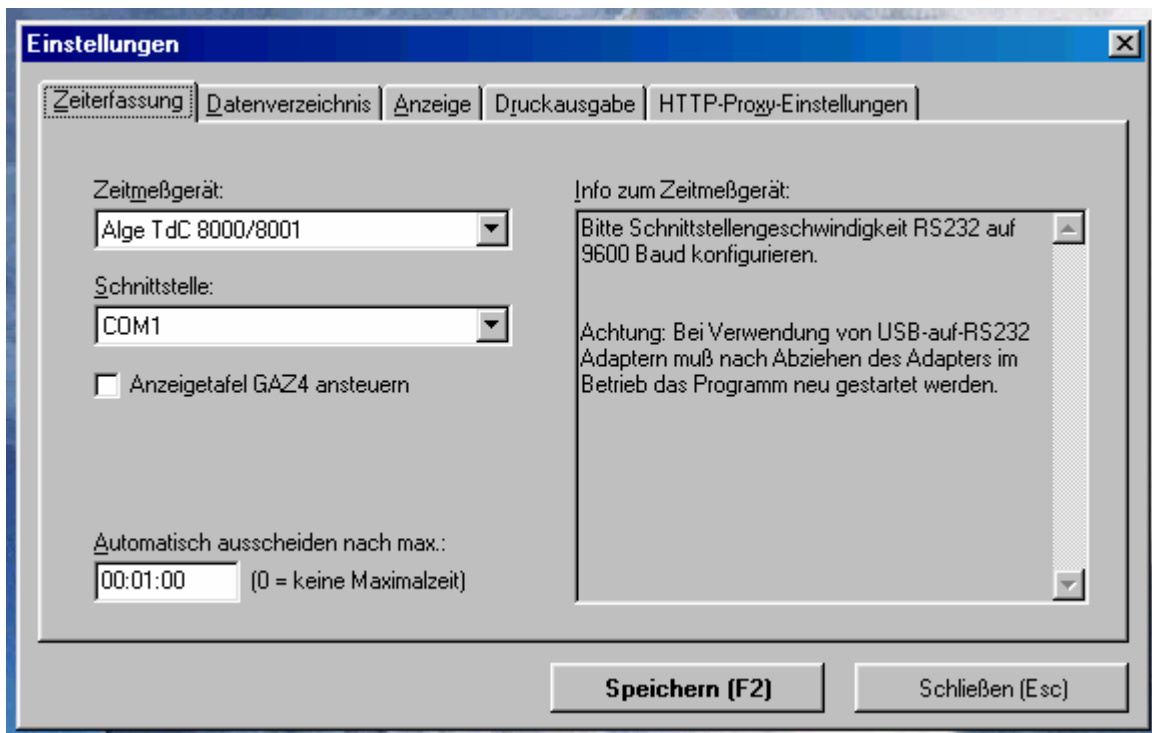 Einstellungen
Zeiterfassung Datenverzeichnis Anzeige Druckausgabe HTTP-Proxy-Einstellungen
Zeitmeßgerät:
Alge TdC 8000/8001
Schnittstelle:
COM1
Anzeigetafel GAZ4 ansteuern
Automatisch ausscheiden nach max.:
00:01:00 (0 = keine Maximalzeit)
Info zum Zeitmeßgerät:
Bitte Schnittstellengeschwindigkeit RS232 auf
9600 Baud konfigurieren.
Achtung: Bei Verwendung von USB-auf-RS232
Adaptern muß nach Abziehen des Adapters im
Betrieb das Programm neu gestartet werden.
Speichern (F2) Schließen (Esc)